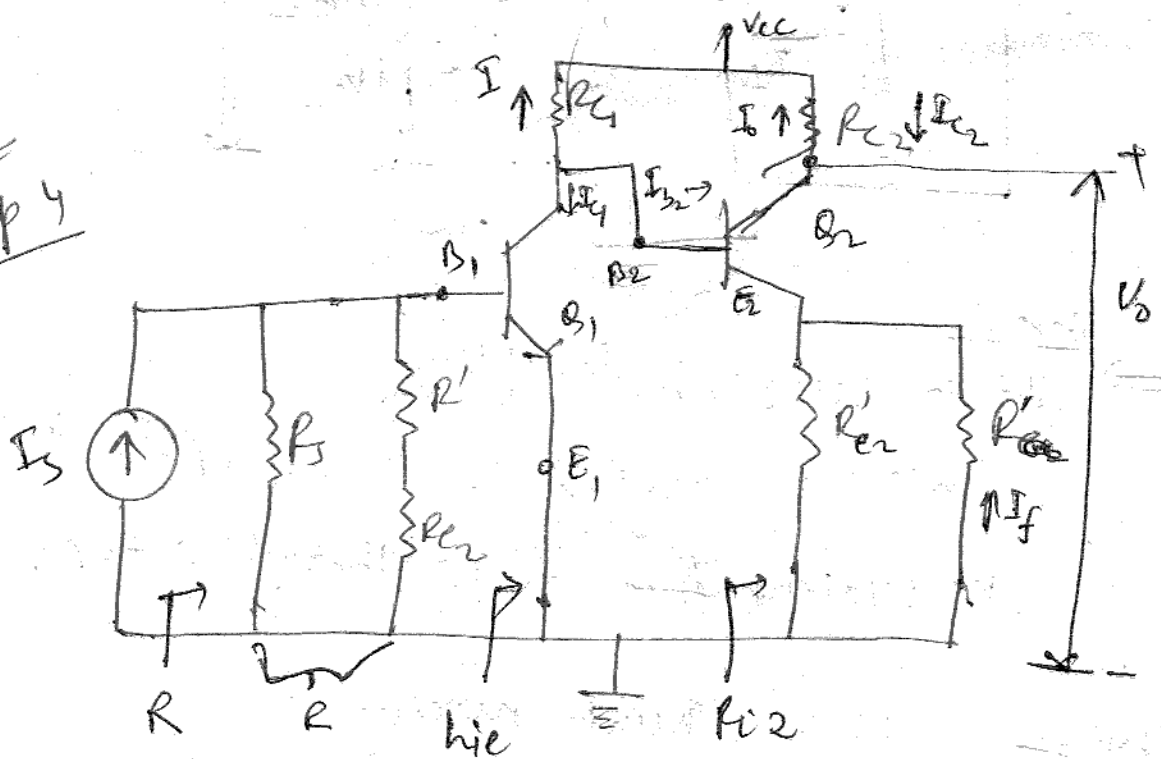 p 4
Vcc
I
RC1
Io
RC2
IC2
+
IC1
IB2→
B1
B2
Q2
E2
Vo
Q1
Is
Rs
R'
Re2
E1
R'e2
R'
If
R
R
hie
Ri2
-